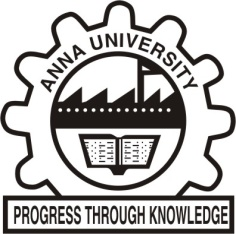 ANNA UNIVERSITY
PROGRESS THROUGH KNOWLEDGE